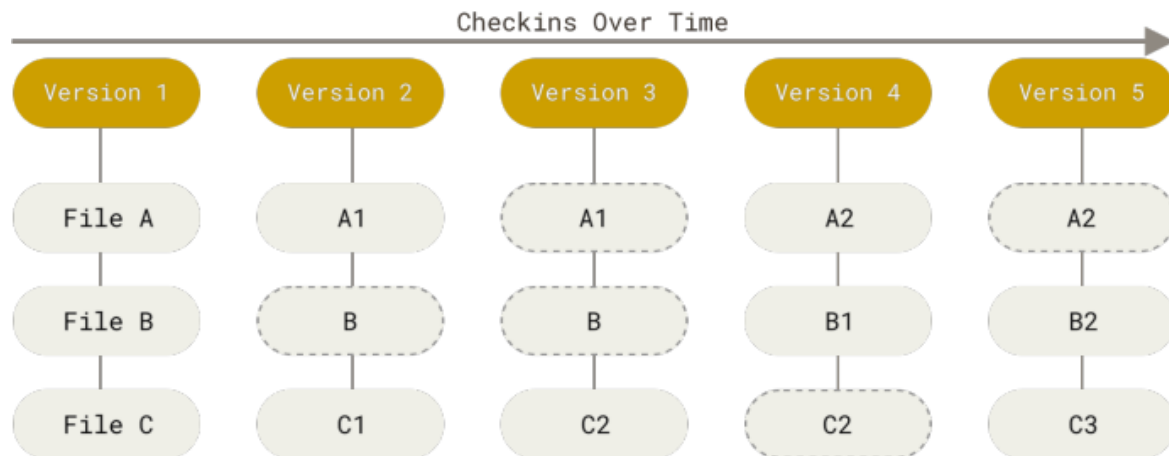 Checkins Over Time
Version 1 Version 2 Version 3 Version 4 Version 5
File A A1 A1 A2 A2
File B B B B1 B2
File C C1 C2 C2 C3